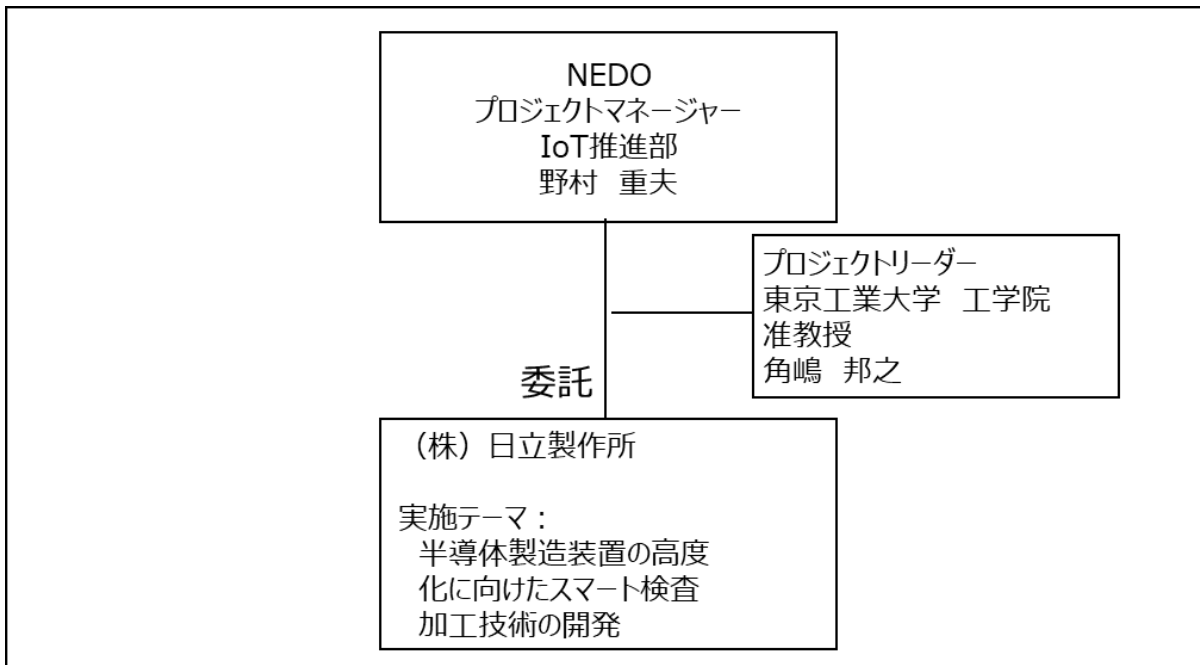 NEDO
プロジェクトマネージャー
IoT推進部
野村　重夫
プロジェクトリーダー
東京工業大学　工学院
准教授
角嶋　邦之
委託
（株）日立製作所
実施テーマ：
半導体製造装置の高度
化に向けたスマート検査
加工技術の開発